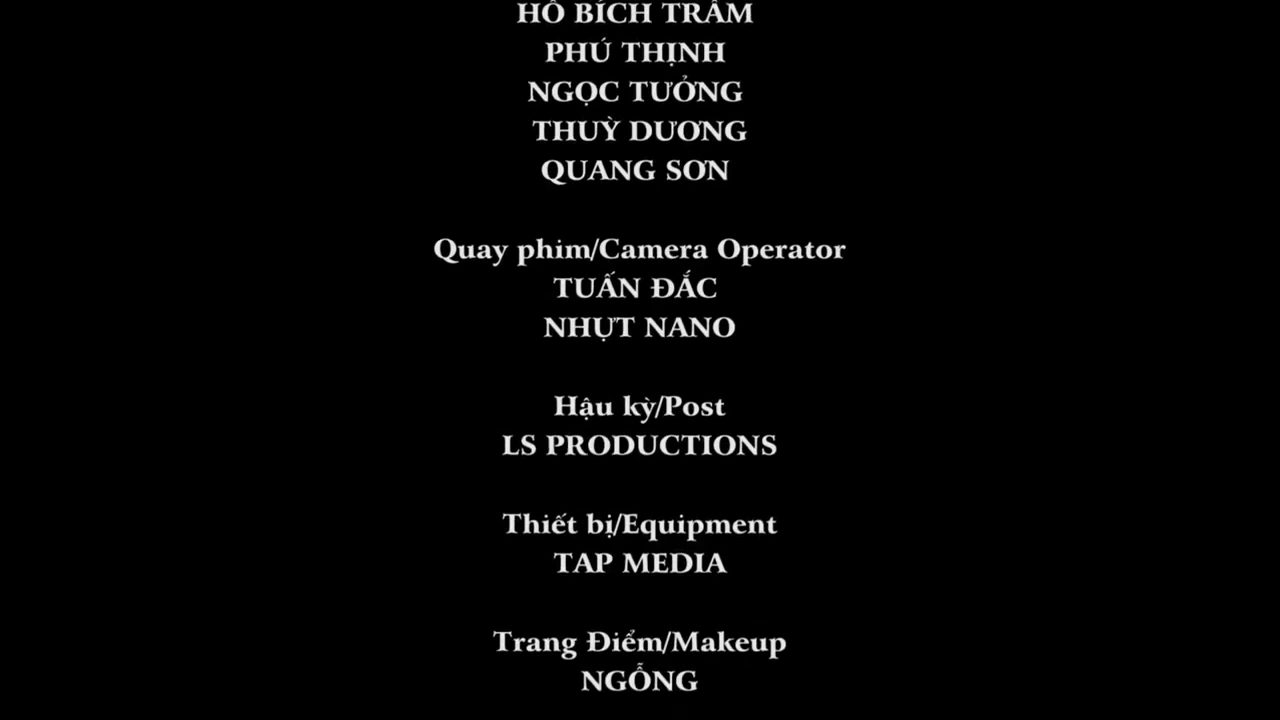 HỒ BÍCH TRÂM
PHÚ THỊNH
NGỌC TƯỞNG
THUỲ DƯƠNG
QUANG SƠN
Quay phim/Camera Operator
TUẤN ĐẮC
NHỰT NANO
Hậu kỳ/Post
LS PRODUCTIONS
Thiết bị/Equipment
TAP MEDIA
Trang Điểm/Makeup
NGỖNG